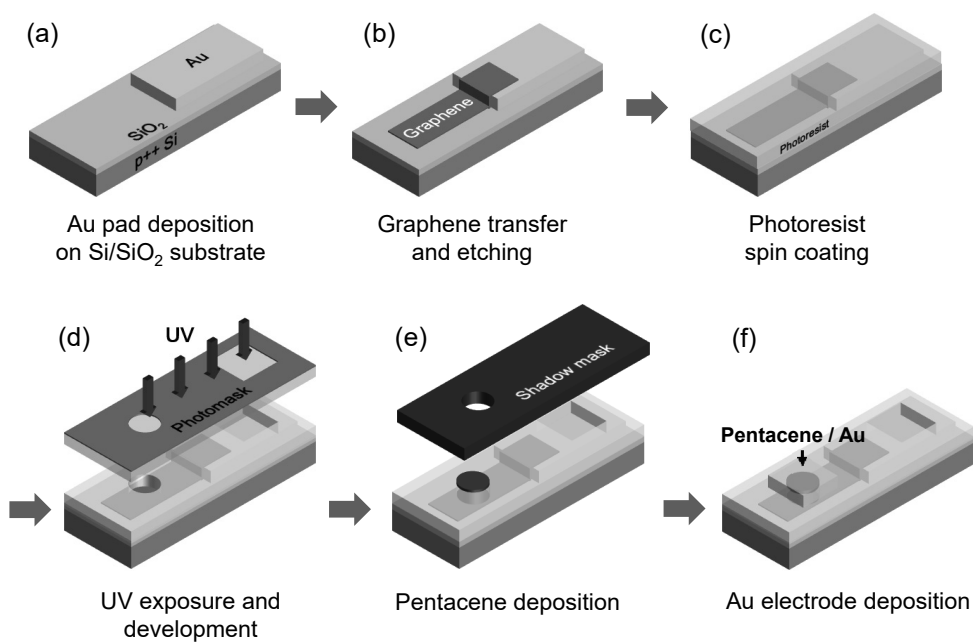 (a)
Au
SiO₂
p++ Si
Au pad deposition
on Si/SiO₂ substrate
(b)
Graphene
Graphene transfer
and etching
(c)
Photoresist
Photoresist
spin coating
(d)
UV
Photomask
UV exposure and
development
(e)
Shadow mask
Pentacene deposition
(f)
Pentacene / Au
Au electrode deposition